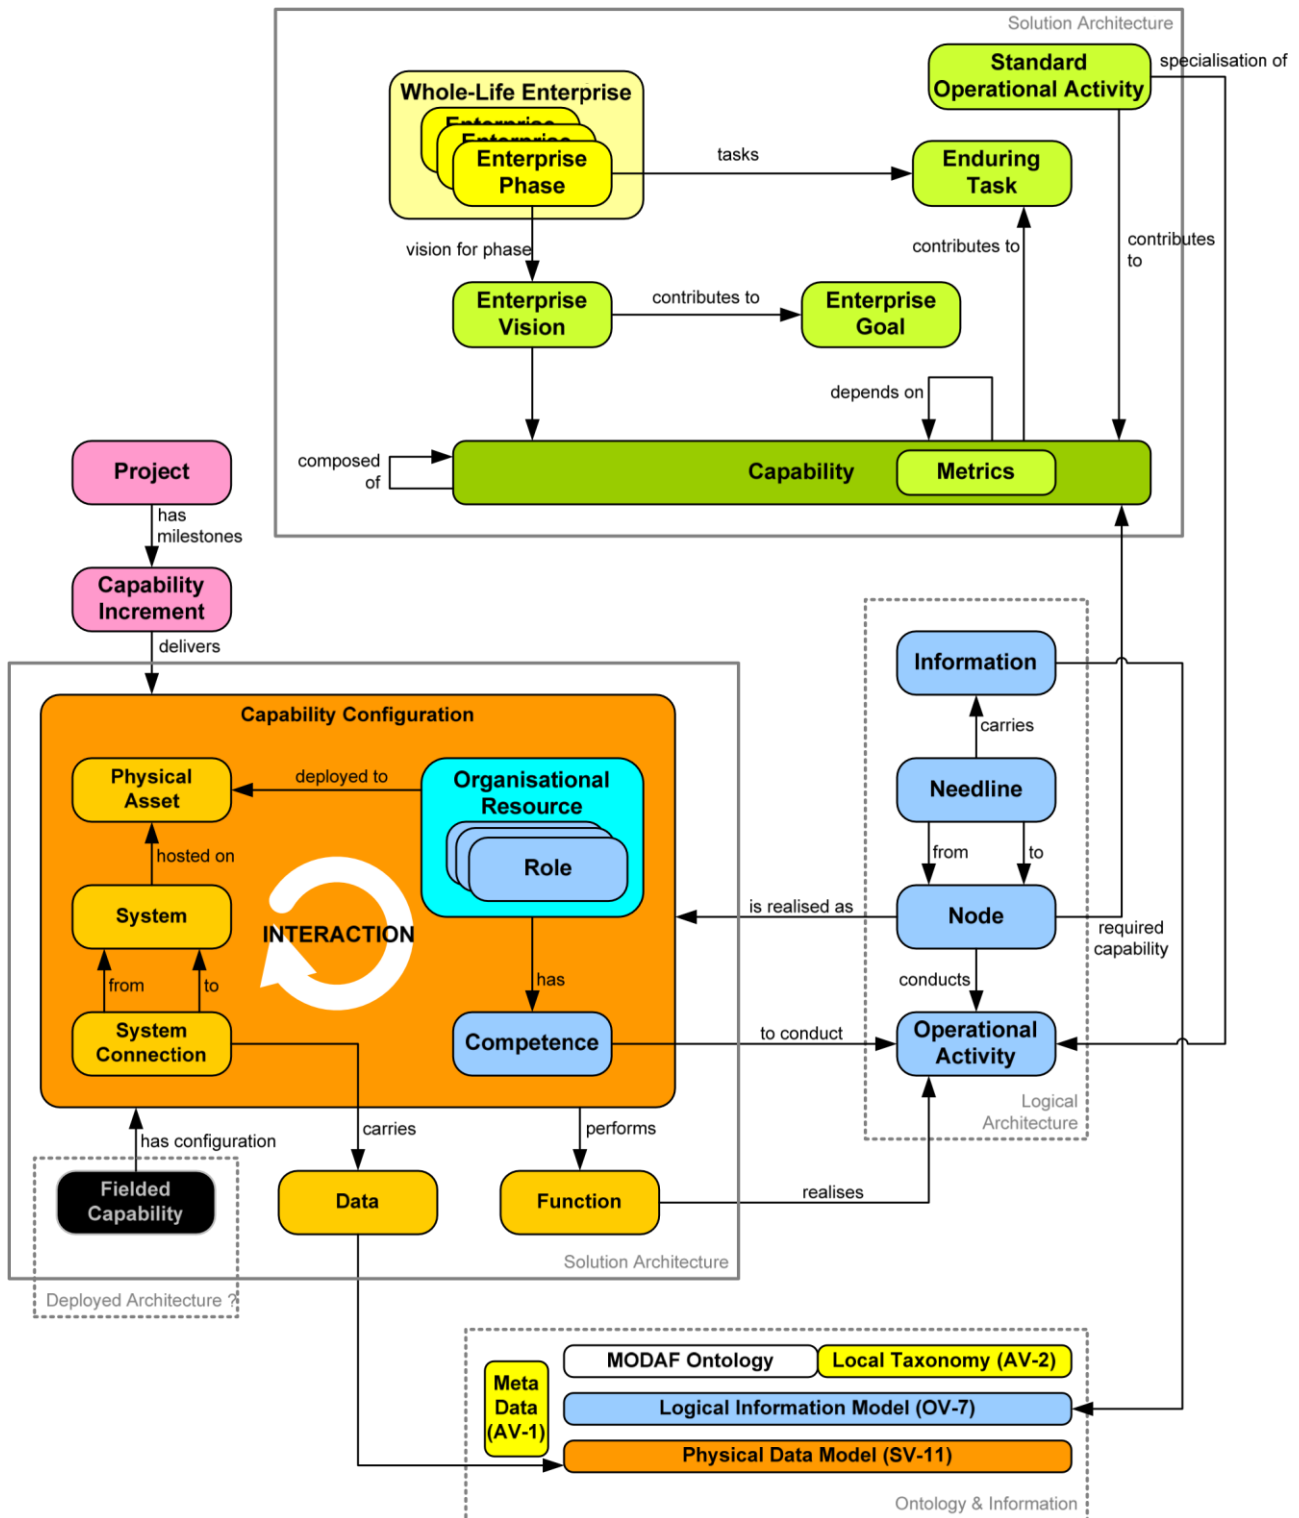 Solution Architecture
Standard
Operational Activity
specialisation of
Whole-Life Enterprise
Enterprise
Enterprise
Enterprise
Phase
tasks
Enduring
Task
vision for phase
contributes to
contributes
to
Enterprise
Vision
contributes to
Enterprise
Goal
depends on
composed
of
Capability
Metrics
Project
has
milestones
Capability
Increment
delivers
Information
carries
Needline
from
to
Node
is realised as
required
capability
conducts
Operational
Activity
Logical
Architecture
Capability Configuration
Physical
Asset
deployed to
Organisational
Resource
Role
hosted on
System
INTERACTION
from
to
has
System
Connection
Competence
to conduct
has configuration
carries
performs
Fielded
Capability
Data
Function
realises
Solution Architecture
Deployed Architecture ?
MODAF Ontology
Local Taxonomy (AV-2)
Meta
Data
(AV-1)
Logical Information Model (OV-7)
Physical Data Model (SV-11)
Ontology & Information